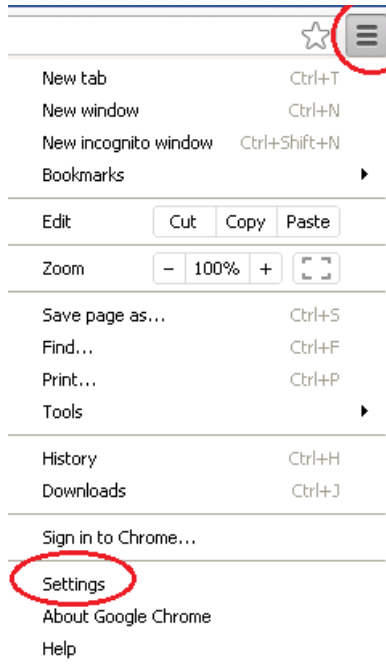 New tab Ctrl+T
New window Ctrl+N
New incognito window Ctrl+Shift+N
Bookmarks
Edit Cut Copy Paste
Zoom − 100% +
Save page as... Ctrl+S
Find... Ctrl+F
Print... Ctrl+P
Tools
History Ctrl+H
Downloads Ctrl+J
Sign in to Chrome...
Settings
About Google Chrome
Help